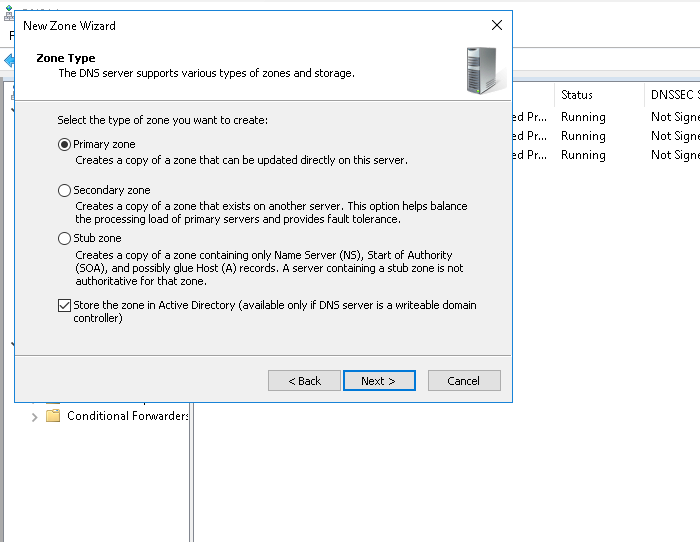 New Zone Wizard
Zone Type
The DNS server supports various types of zones and storage.
Select the type of zone you want to create:
Primary zone
Creates a copy of a zone that can be updated directly on this server.
Secondary zone
Creates a copy of a zone that exists on another server. This option helps balance
the processing load of primary servers and provides fault tolerance.
Stub zone
Creates a copy of a zone containing only Name Server (NS), Start of Authority
(SOA), and possibly glue Host (A) records. A server containing a stub zone is not
authoritative for that zone.
Store the zone in Active Directory (available only if DNS server is a writeable domain
controller)
< Back
Next >
Cancel
Status
DNSSEC S
ed Pr...
Running
Not Signe
ed Pr...
Running
Not Signe
ed Pr...
Running
Not Signe
Conditional Forwarders